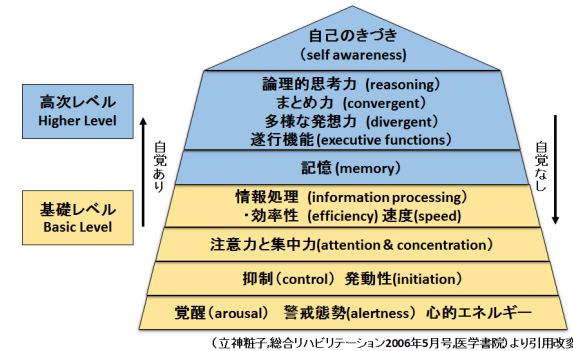 自己のきづき
（self awareness)
論理的思考力 (reasoning）
まとめ力 (convergent）
多様な発想力 (divergent）
遂行機能(executive functions）
記憶(memory）
情報処理 (information processing)
・効率性 (efficiency) 速度(speed)
注意力と集中力(attention & concentration）
抑制（control） 発動性(initiation）
覚醒（arousal） 警戒態勢(alertness） 心的エネルギー
高次レベル
Higher Level
自覚あり
基礎レベル
Basic Level
自覚なし
（立神粧子,総合リハビリテーション2006年5月号,医学書院）より引用改変